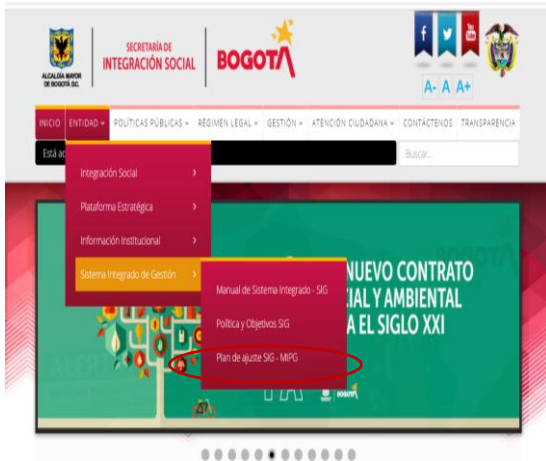 ALCALDÍA MAYOR
DE BOGOTÁ D.C.
SECRETARÍA DE
INTEGRACIÓN SOCIAL
BOGOTÁ
f
You
A- A A+
INICIO ENTIDAD POLÍTICAS PÚBLICAS RÉGIMEN LEGAL GESTIÓN ATENCIÓN CIUDADANA CONTÁCTENOS TRANSPARENCIA
Está Buscar...
Integración Social
Plataforma Estratégica
Información Institucional
Sistema Integrado de Gestión
Manual de Sistema Integrado - SIG
Política y Objetivos SIG
Plan de ajuste SIG - MIPG
NUEVO CONTRATO
CIAL Y AMBIENTAL
A EL SIGLO XXI
BOGOTÁ